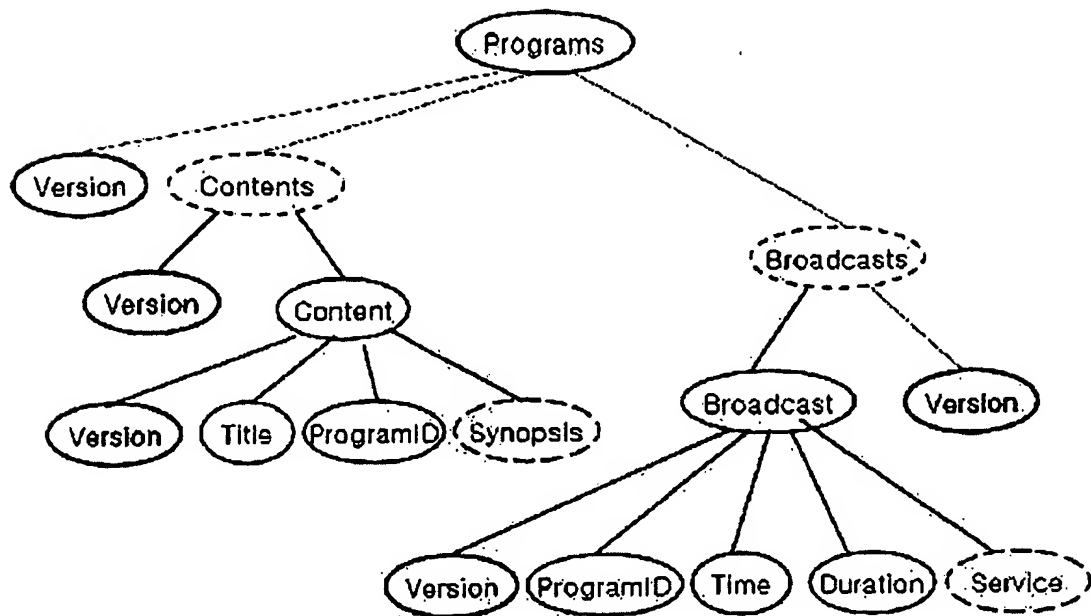 Programs
Version
Contents
Broadcasts
Version
Content
Broadcast
Version
Version
Title
ProgramID
Synopsis
Version
ProgramID
Time
Duration
Service